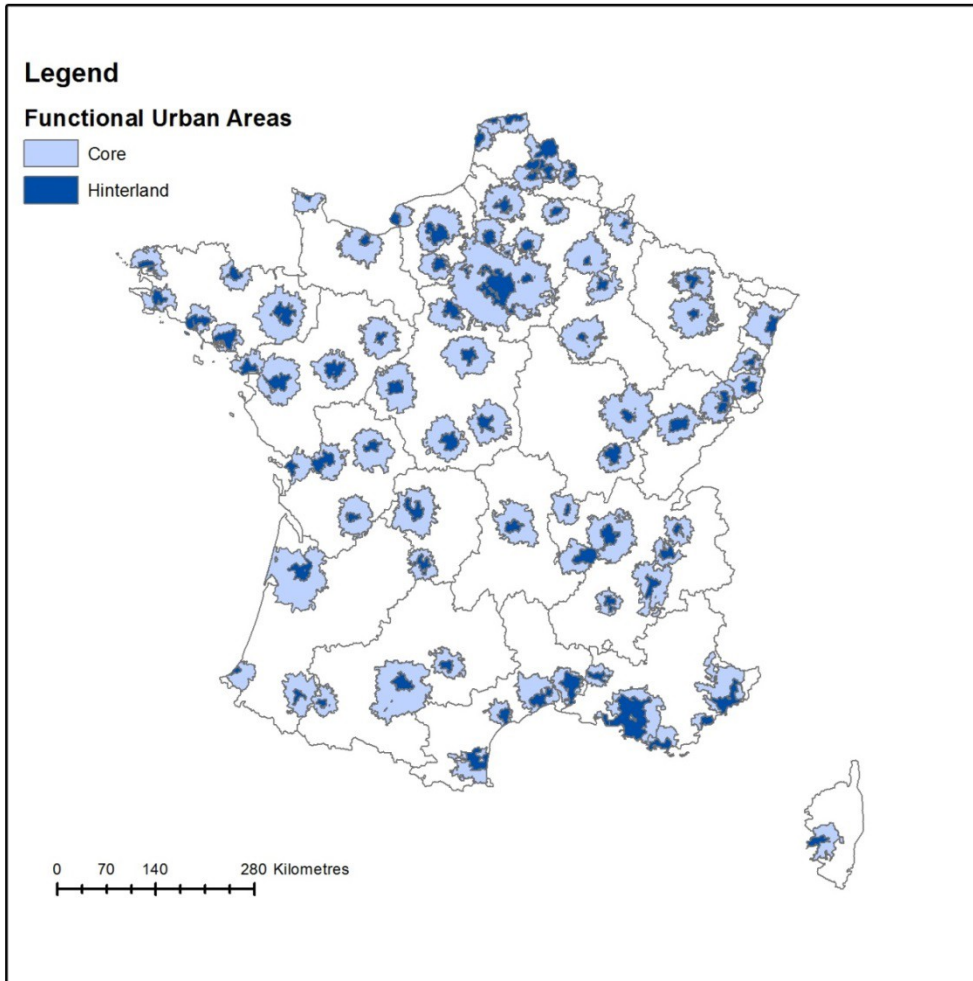 Legend
Functional Urban Areas
Core
Hinterland
0 70 140 280 Kilometres